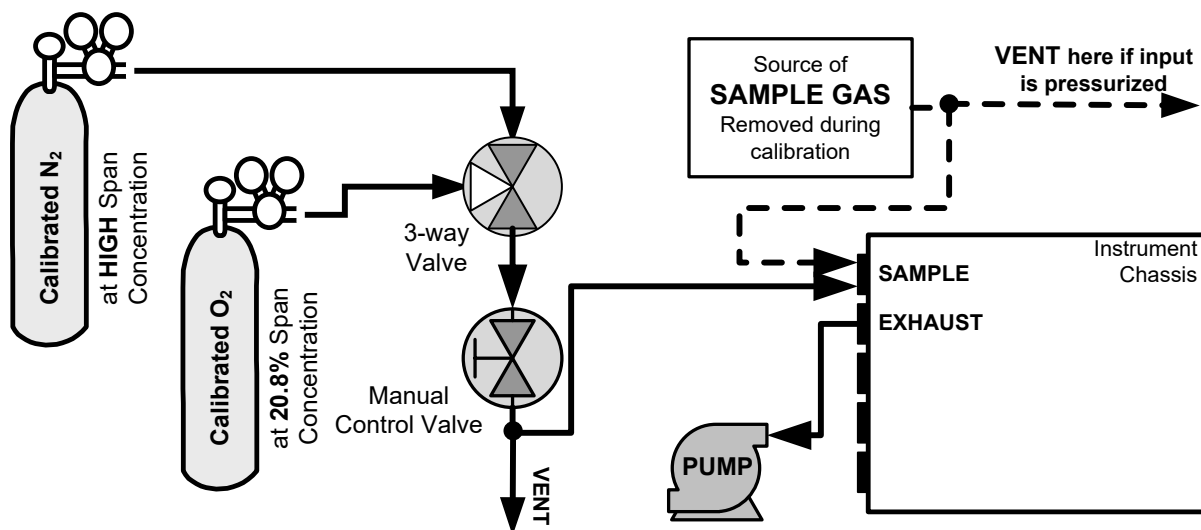 Calibrated N₂
at HIGH Span
Concentration
Calibrated O₂
at 20.8% Span
Concentration
3-way
Valve
Manual
Control Valve
VENT
Source of
SAMPLE GAS
Removed during
calibration
VENT here if input
is pressurized
Instrument
Chassis
SAMPLE
EXHAUST
PUMP